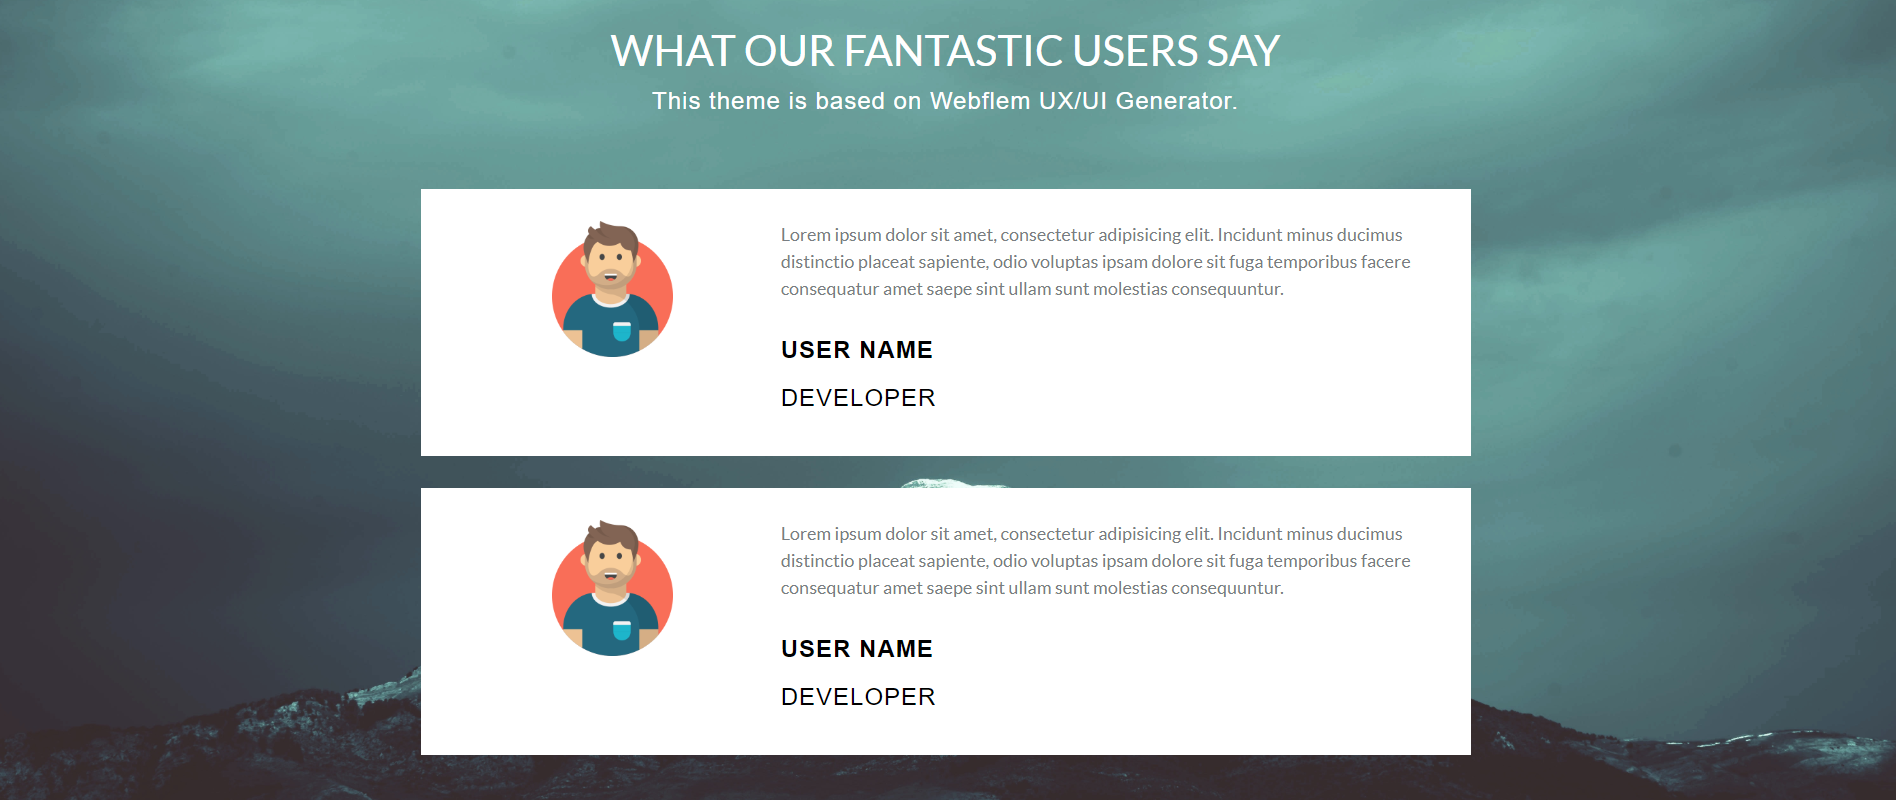 WHAT OUR FANTASTIC USERS SAY
This theme is based on Webflem UX/UI Generator.
Lorem ipsum dolor sit amet, consectetur adipisicing elit. Incidunt minus ducimus
distinctio placeat sapiente, odio voluptas ipsam dolore sit fuga temporibus facere
consequatur amet saepe sint ullam sunt molestias consequuntur.
USER NAME
DEVELOPER
Lorem ipsum dolor sit amet, consectetur adipisicing elit. Incidunt minus ducimus
distinctio placeat sapiente, odio voluptas ipsam dolore sit fuga temporibus facere
consequatur amet saepe sint ullam sunt molestias consequuntur.
USER NAME
DEVELOPER